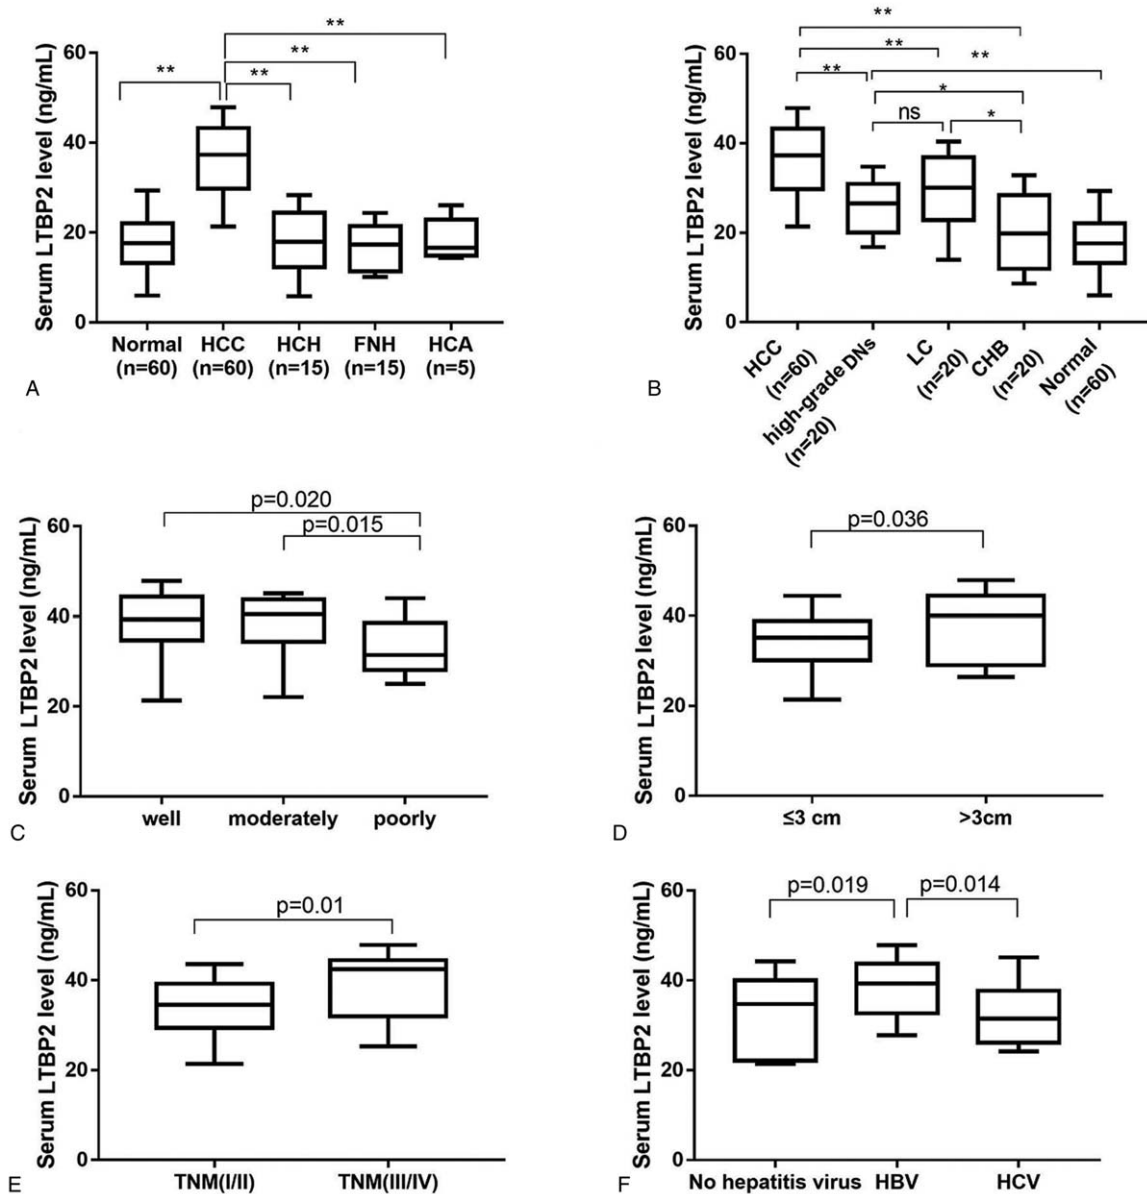 Serum LTBP2 level (ng/mL)
60
40
20
0
**
**
**
**
Normal
(n=60)
HCC
(n=60)
HCH
(n=15)
FNH
(n=15)
HCA
(n=5)
A
Serum LTBP2 level (ng/mL)
60
40
20
0
**
**
**
**
*
ns
*
HCC
(n=60)
high-grade DNs
(n=20)
LC
(n=20)
CHB
(n=20)
Normal
(n=60)
B
Serum LTBP2 level (ng/mL)
60
40
20
0
p=0.020
p=0.015
well moderately poorly
C
Serum LTBP2 level (ng/mL)
60
40
20
0
p=0.036
≤3 cm >3cm
D
Serum LTBP2 level (ng/mL)
60
40
20
0
p=0.01
TNM(I/II) TNM(III/IV)
E
Serum LTBP2 level (ng/mL)
60
40
20
0
p=0.019 p=0.014
No hepatitis virus HBV HCV
F